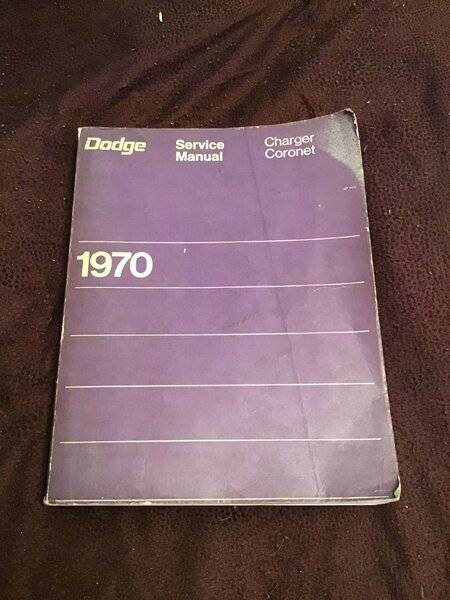 Dodge
Service
Manual
Charger
Coronet
1970